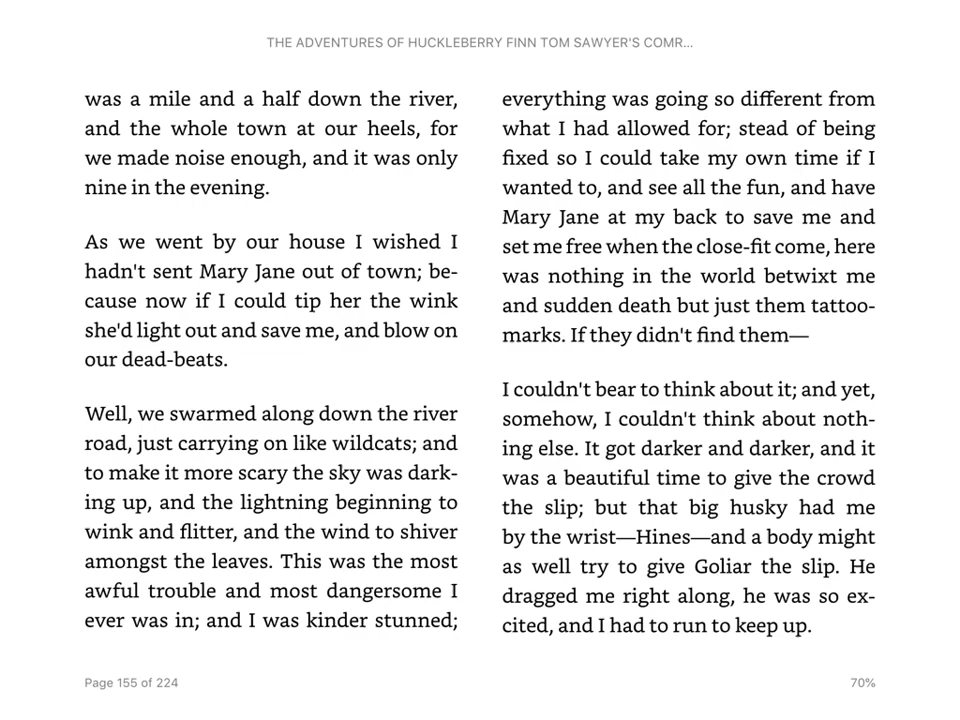 THE ADVENTURES OF HUCKLEBERRY FINN TOM SAWYER'S COMR...
was a mile and a half down the river,
and the whole town at our heels, for
we made noise enough, and it was only
nine in the evening.
As we went by our house I wished I
hadn't sent Mary Jane out of town; be-
cause now if I could tip her the wink
she'd light out and save me, and blow on
our dead-beats.
Well, we swarmed along down the river
road, just carrying on like wildcats; and
to make it more scary the sky was dark-
ing up, and the lightning beginning to
wink and flitter, and the wind to shiver
amongst the leaves. This was the most
awful trouble and most dangersome I
ever was in; and I was kinder stunned;
everything was going so different from
what I had allowed for; stead of being
fixed so I could take my own time if I
wanted to, and see all the fun, and have
Mary Jane at my back to save me and
set me free when the close-fit come, here
was nothing in the world betwixt me
and sudden death but just them tattoo-
marks. If they didn't find them—
I couldn't bear to think about it; and yet,
somehow, I couldn't think about noth-
ing else. It got darker and darker, and it
was a beautiful time to give the crowd
the slip; but that big husky had me
by the wrist—Hines—and a body might
as well try to give Goliar the slip. He
dragged me right along, he was so ex-
cited, and I had to run to keep up.
Page 155 of 224
70%